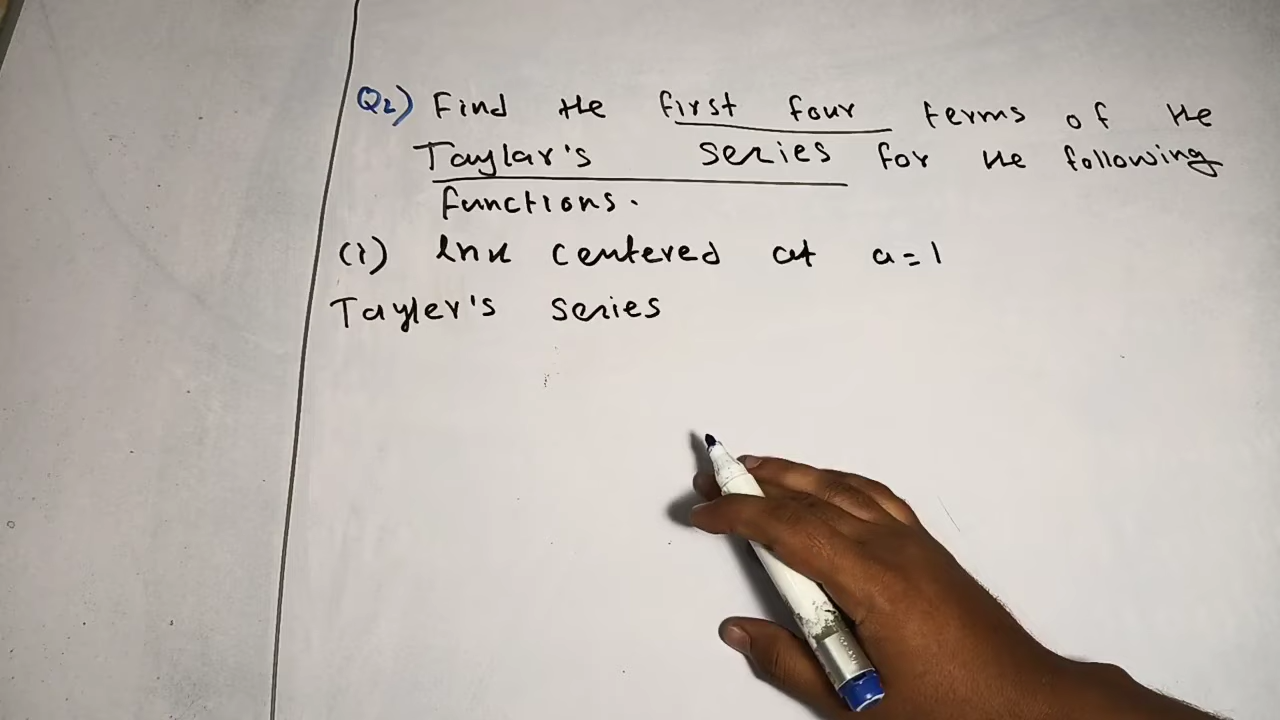 Q2) Find the first four terms of the
Taylar's series for the following
functions.
(i) lnx centered at a=1
Tayler's series